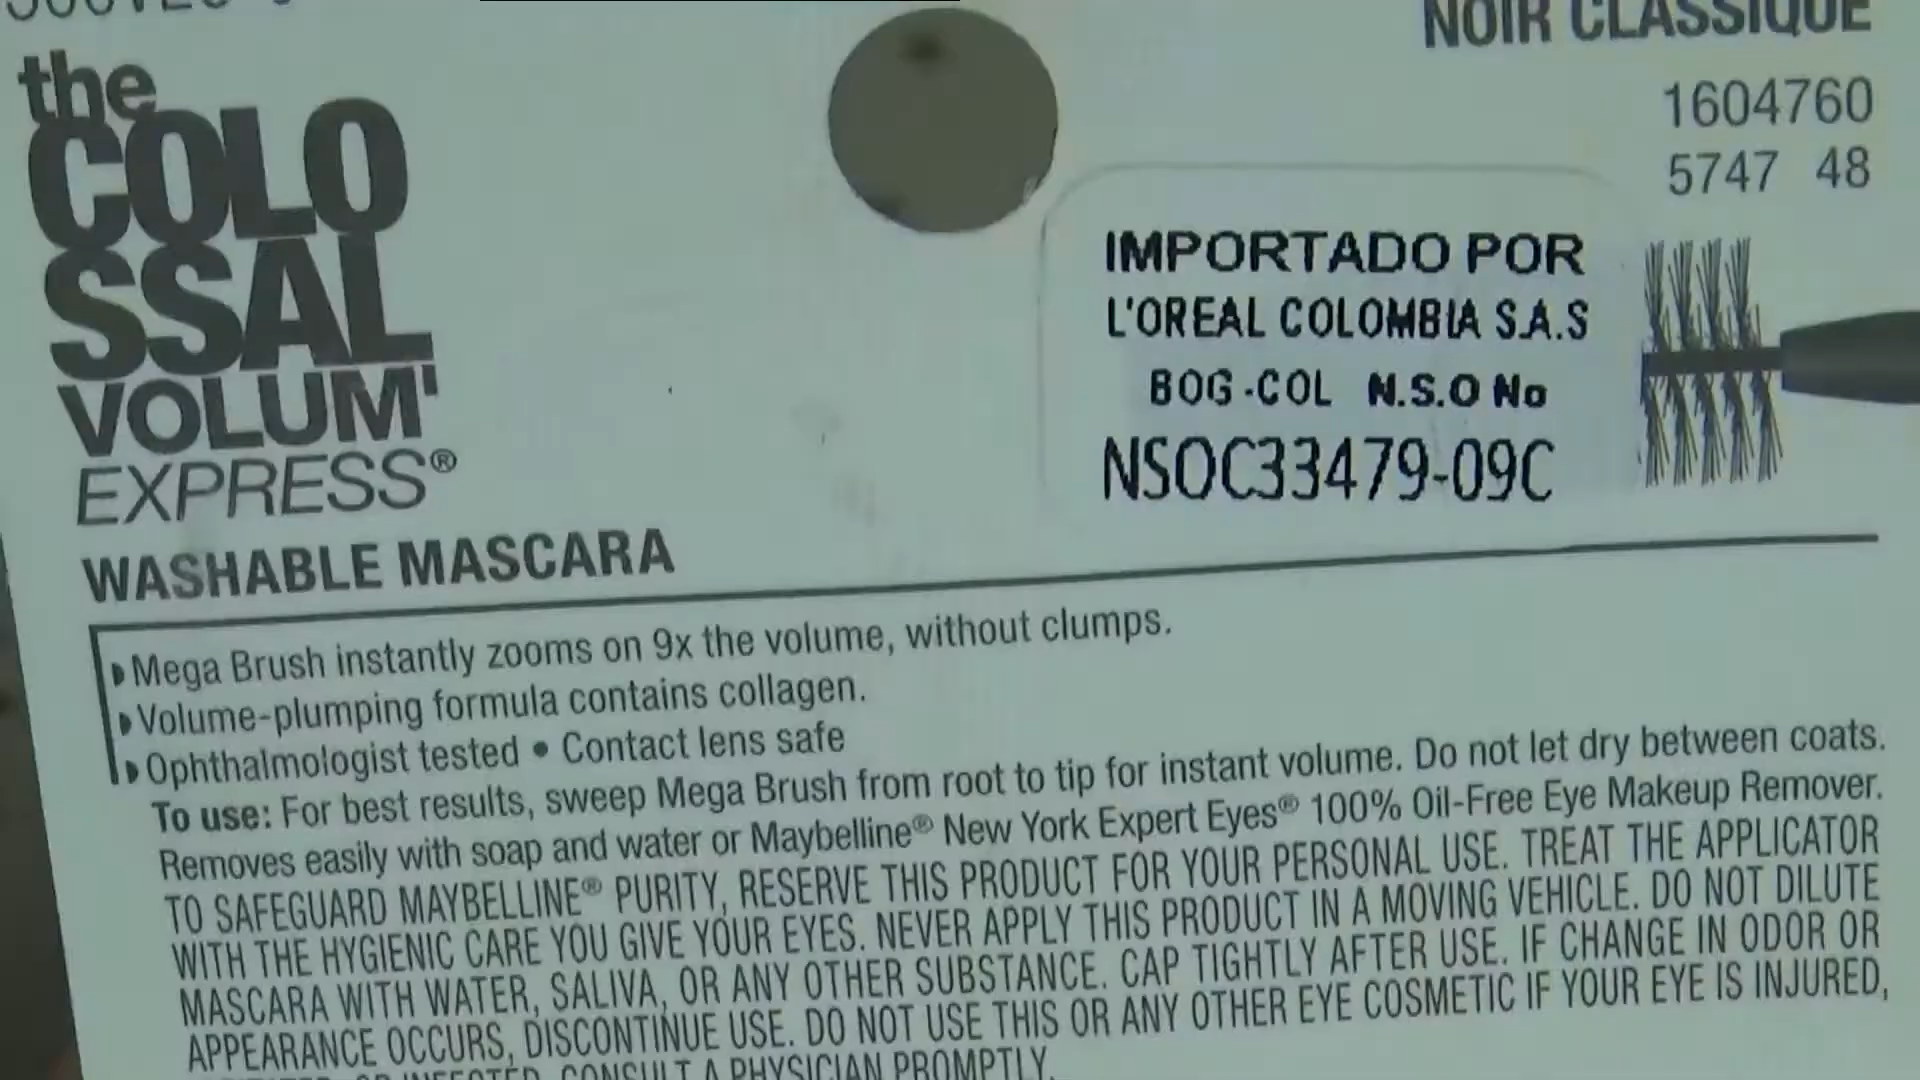 NOIR CLASSIQUE
the
COLO
SSAL
VOLUM'
EXPRESS®
WASHABLE MASCARA
1604760
5747 48
IMPORTADO POR
L'OREAL COLOMBIA S.A.S
BOG-COL N.S.O No
NSOC33479-09C
Mega Brush instantly zooms on 9x the volume, without clumps.
Volume-plumping formula contains collagen.
Ophthalmologist tested • Contact lens safe
To use: For best results, sweep Mega Brush from root to tip for instant volume. Do not let dry between coats.
Removes easily with soap and water or Maybelline® New York Expert Eyes® 100% Oil-Free Eye Makeup Remover.
TO SAFEGUARD MAYBELLINE® PURITY, RESERVE THIS PRODUCT FOR YOUR PERSONAL USE. TREAT THE APPLICATOR
WITH THE HYGIENIC CARE YOU GIVE YOUR EYES. NEVER APPLY THIS PRODUCT IN A MOVING VEHICLE. DO NOT DILUTE
MASCARA WITH WATER, SALIVA, OR ANY OTHER SUBSTANCE. CAP TIGHTLY AFTER USE. IF CHANGE IN ODOR OR
APPEARANCE OCCURS, DISCONTINUE USE. DO NOT USE THIS OR ANY OTHER EYE COSMETIC IF YOUR EYE IS INJURED,
OR INFECTED, CONSULT A PHYSICIAN PROMPTLY.